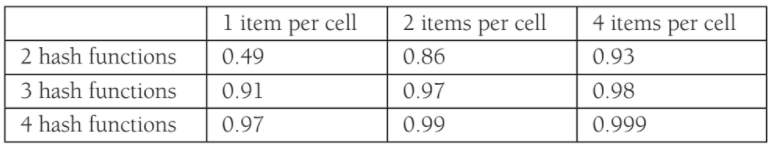 1 item per cell 2 items per cell 4 items per cell
2 hash functions 0.49 0.86 0.93
3 hash functions 0.91 0.97 0.98
4 hash functions 0.97 0.99 0.999